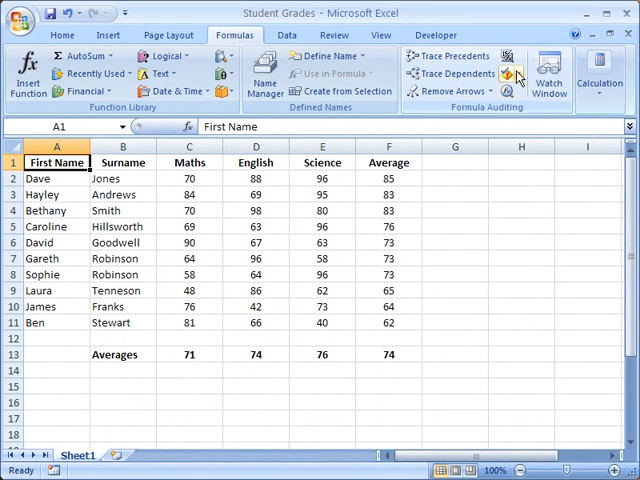 Student Grades - Microsoft Excel
Home Insert Page Layout Formulas Data Review View Developer
fx Insert Function
AutoSum
Recently Used
Financial
Logical
Text
Date & Time
Function Library
Name Manager
Define Name
Use in Formula
Create from Selection
Defined Names
Trace Precedents
Trace Dependents
Remove Arrows
Watch Window
Formula Auditing
Calculation
A1 fx First Name
A B C D E F G H I
1 First Name Surname Maths English Science Average
2 Dave Jones 70 88 96 85
3 Hayley Andrews 84 69 95 83
4 Bethany Smith 70 98 80 83
5 Caroline Hillsworth 69 63 96 76
6 David Goodwell 90 67 63 73
7 Gareth Robinson 64 96 58 73
8 Sophie Robinson 58 64 96 73
9 Laura Tenneson 48 86 62 65
10 James Franks 76 42 73 64
11 Ben Stewart 81 66 40 62
12
13 Averages 71 74 76 74
14
15
16
17
18
Sheet1
Ready 100%